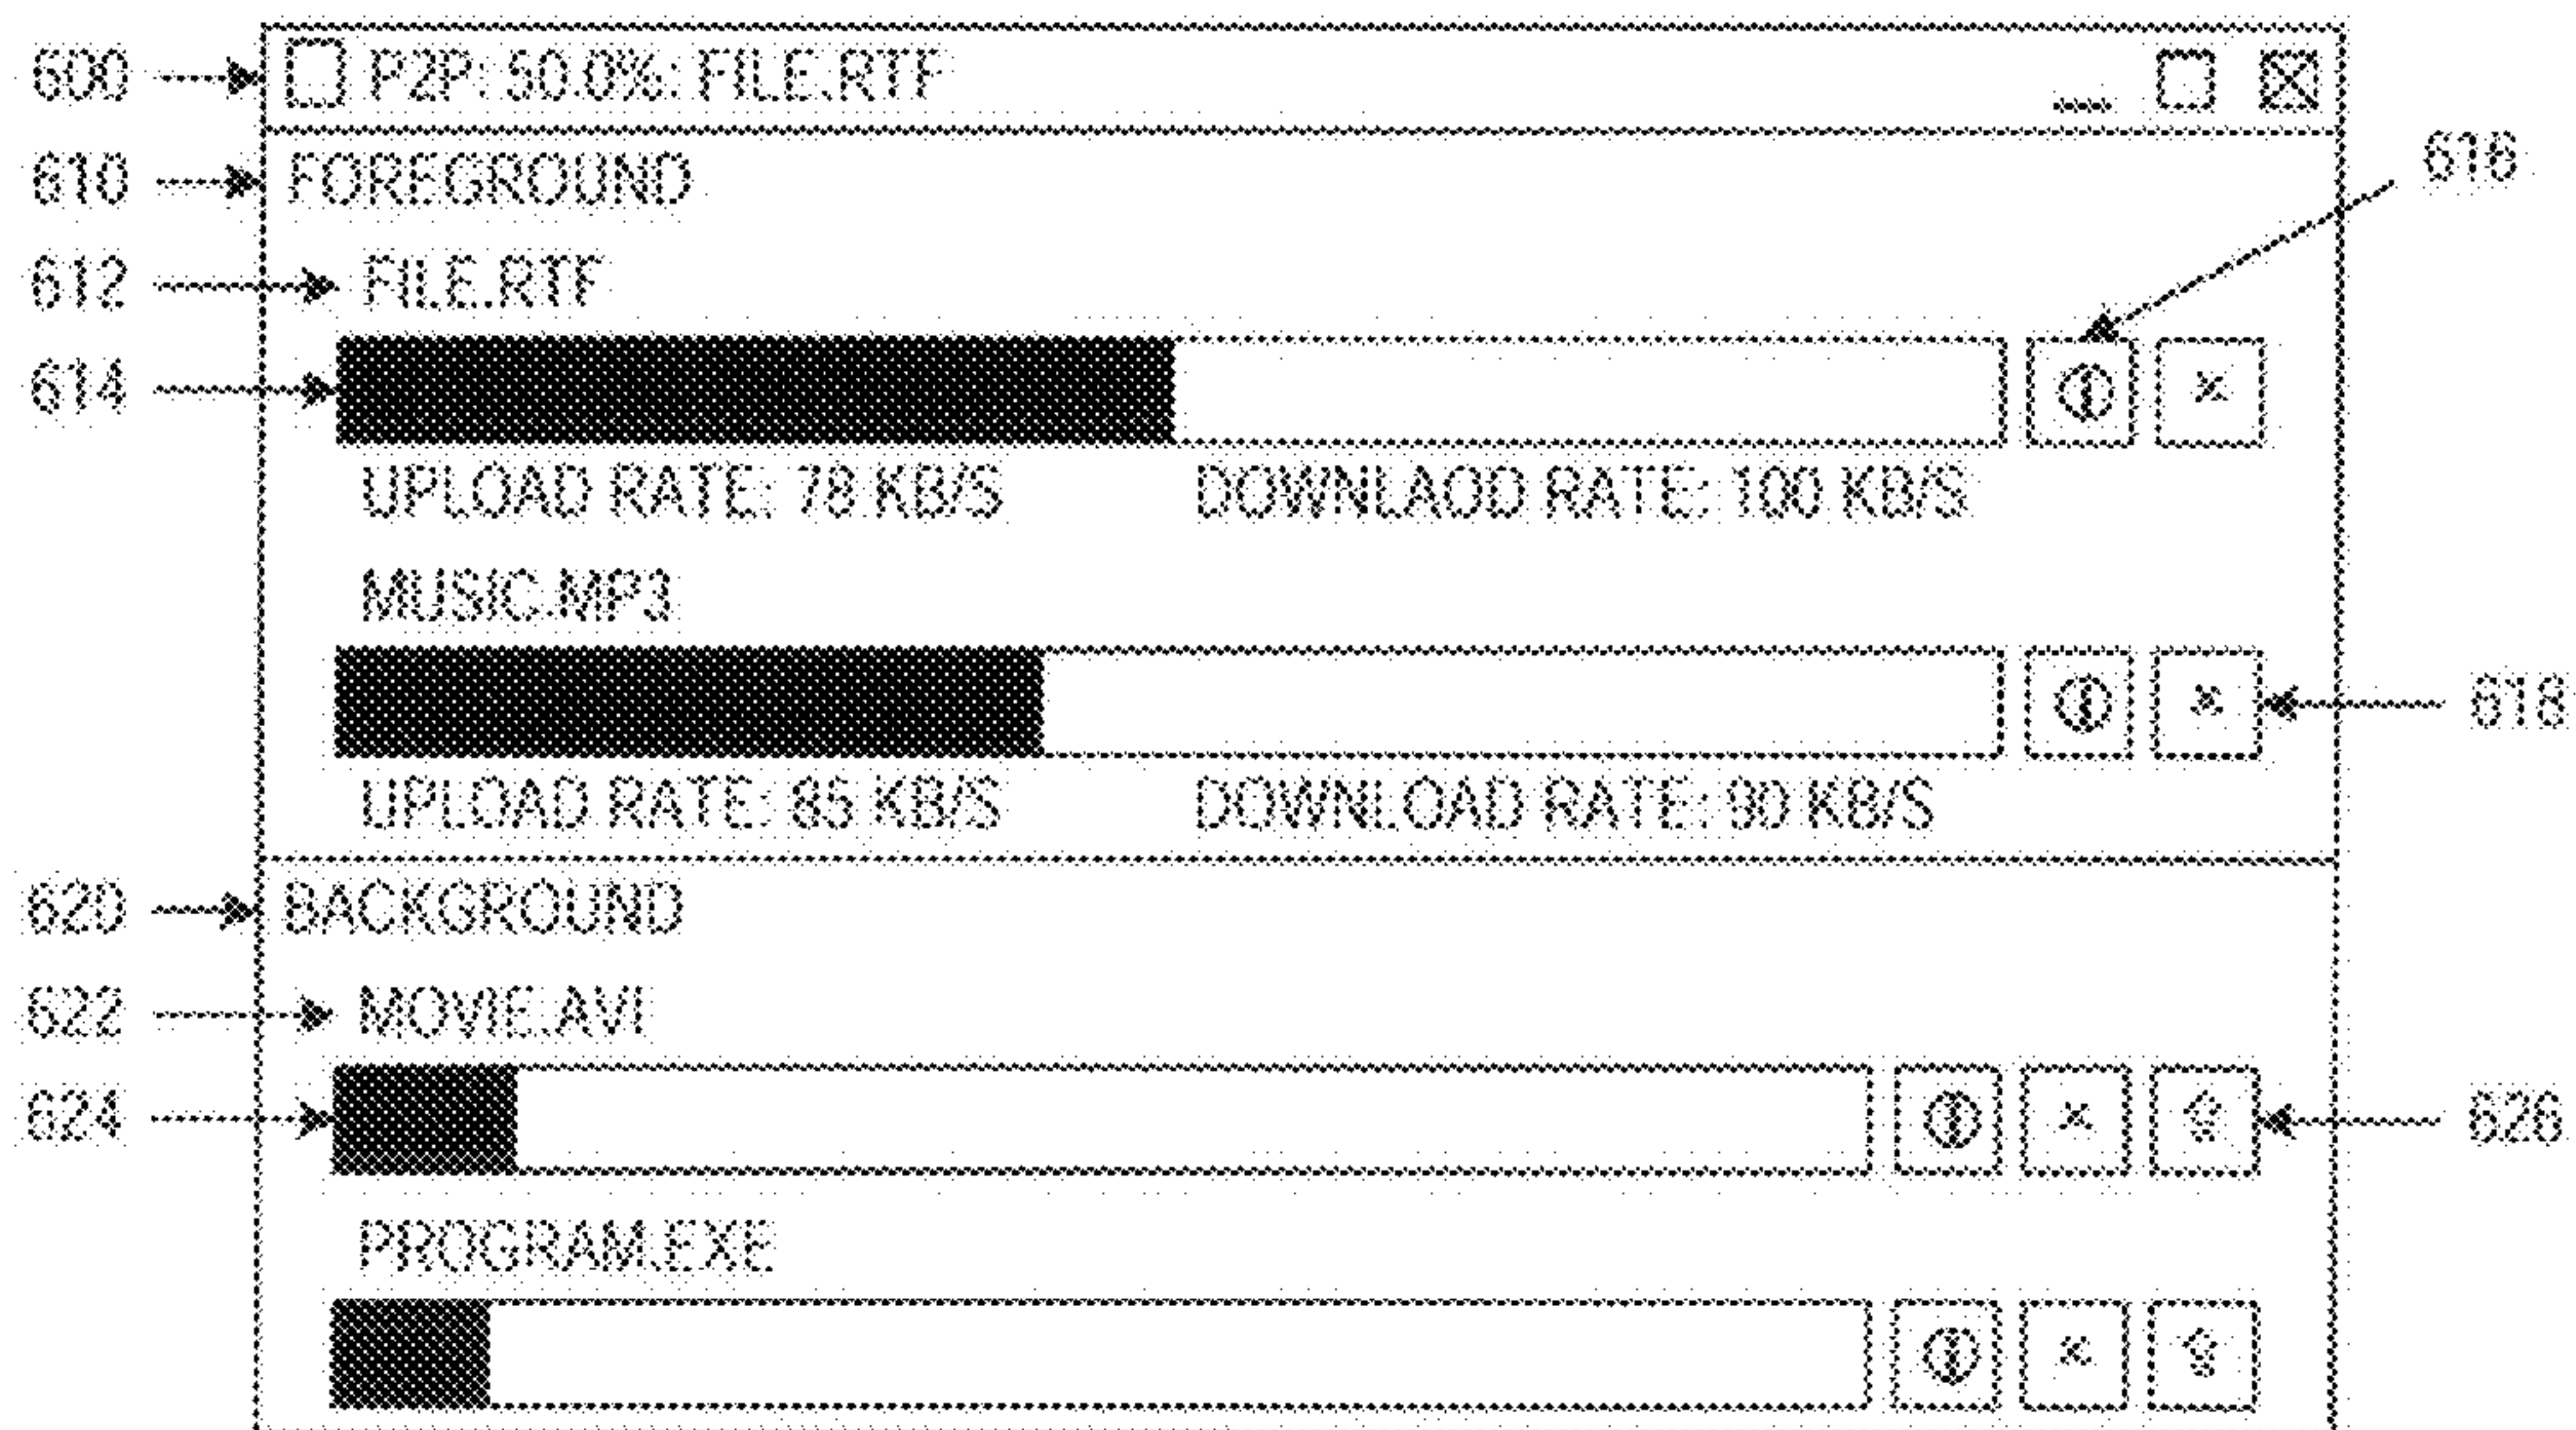 600 P2P: 50.0%: FILE.RTF
610 FOREGROUND
616
612 FILE.RTF
614
UPLOAD RATE: 78 KB/S DOWNLAOD RATE: 100 KB/S
MUSIC.MP3
618
UPLOAD RATE: 85 KB/S DOWNLOAD RATE: 90 KB/S
620 BACKGROUND
622 MOVIE.AVI
624 626
PROGRAM.EXE